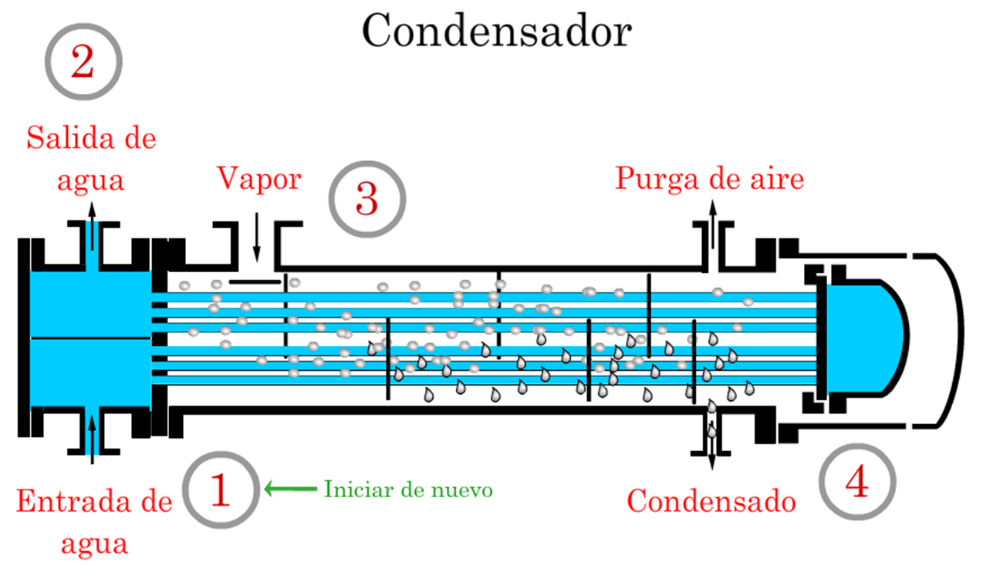 Condensador
2
Salida de
agua
Vapor
3
Purga de aire
Entrada de
agua
1
Iniciar de nuevo
Condensado
4